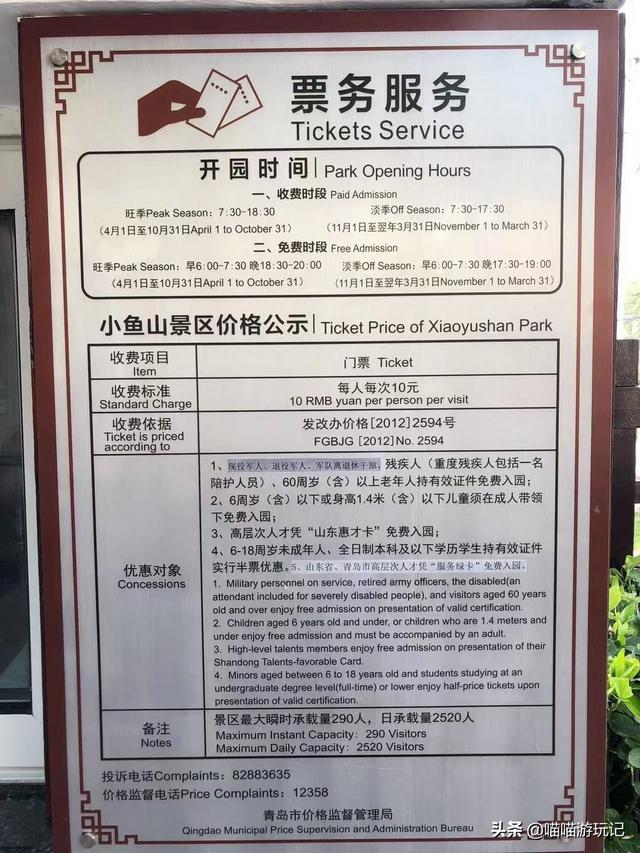 票务服务
Tickets Service
开园时间 Park Opening Hours
一、收费时段 Paid Admission
旺季Peak Season：7:30-18:30 淡季Off Season：7:30-17:30
（4月1日至10月31日April 1 to October 31） （11月1日至翌年3月31日November 1 to March 31）
二、免费时段 Free Admission
旺季Peak Season：早6:00-7:30 晚18:30-20:00 淡季Off Season：早6:00-7:30 晚17:30-19:00
（4月1日至10月31日April 1 to October 31） （11月1日至翌年3月31日November 1 to March 31）
小鱼山景区价格公示 Ticket Price of Xiaoyushan Park
收费项目
Item
门票 Ticket
收费标准
Standard Charge
每人每次10元
10 RMB yuan per person per visit
收费依据
Ticket is priced
according to
发改办价格[2012]2594号
FGBJG [2012]No. 2594
优惠对象
Concessions
1、现役军人、退役军人、军队离退休干部、残疾人（重度残疾人包括一名
陪护人员）、60周岁（含）以上老年人持有效证件免费入园；
2、6周岁（含）以下或身高1.4米（含）以下儿童须在成人带领
下免费入园；
3、高层次人才凭“山东惠才卡”免费入园；
4、6-18周岁未成年人、全日制本科及以下学历学生持有效证件
实行半票优惠。5、山东省、青岛市高层次人才凭“服务绿卡”免费入园。
1. Military personnel on service, retired army officers, the disabled(an
attendant included for severely disabled people), and visitors aged 60 years
old and over enjoy free admission on presentation of valid certification.
2. Children aged 6 years old and under, or children who are 1.4 meters and
under enjoy free admission and must be accompanied by an adult.
3. High-level talents members enjoy free admission on presentation of their
Shandong Talents-favorable Card.
4. Minors aged between 6 to 18 years old and students studying at an
undergraduate degree level(full-time) or lower enjoy half-price tickets upon
presentation of valid certification.
备注
Notes
景区最大瞬时承载量290人，日承载量2520人
Maximum Instant Capacity：290 Visitors
Maximum Daily Capacity：2520 Visitors
投诉电话Complaints：82883635
价格监督电话Price Complaints：12358
青岛市价格监督管理局
Qingdao Municipal Price Supervision and Administration Bureau
头条 @喵喵游玩记